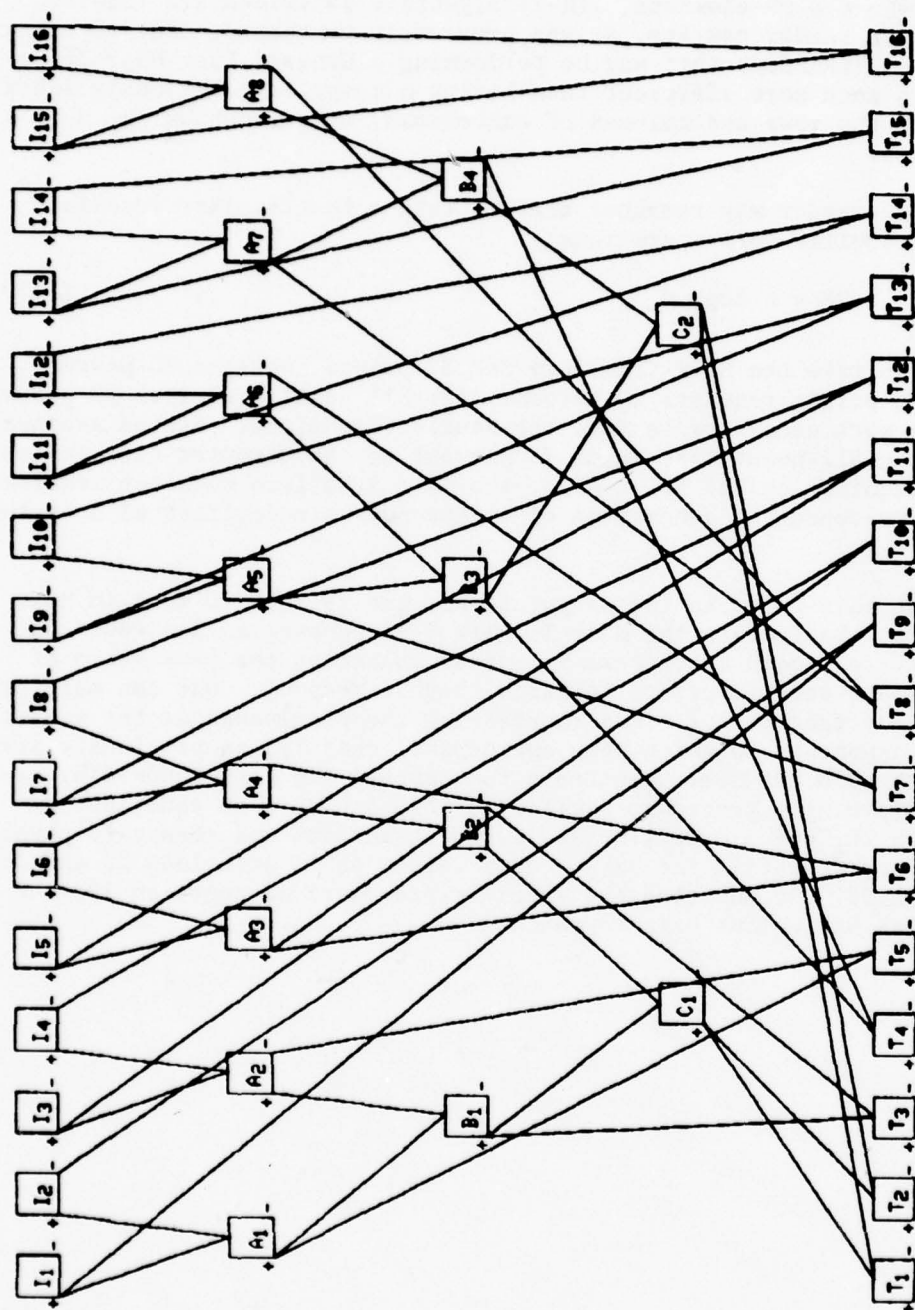 + I1 - + I2 - + I3 - + I4 - + I5 - + I6 - + I7 - + I8 - + I9 - + I10 - + I11 - + I12 - + I13 - + I14 - + I15 - + I16 -
+ A1 - + A2 - + A3 - + A4 - + A5 - + A6 - + A7 - + A8 -
+ B1 - + B2 - + B3 - + B4 -
+ C1 - + C2 -
+ T1 - + T2 - + T3 - + T4 - + T5 - + T6 - + T7 - + T8 - + T9 - + T10 - + T11 - + T12 - + T13 - + T14 - + T15 - + T16 -